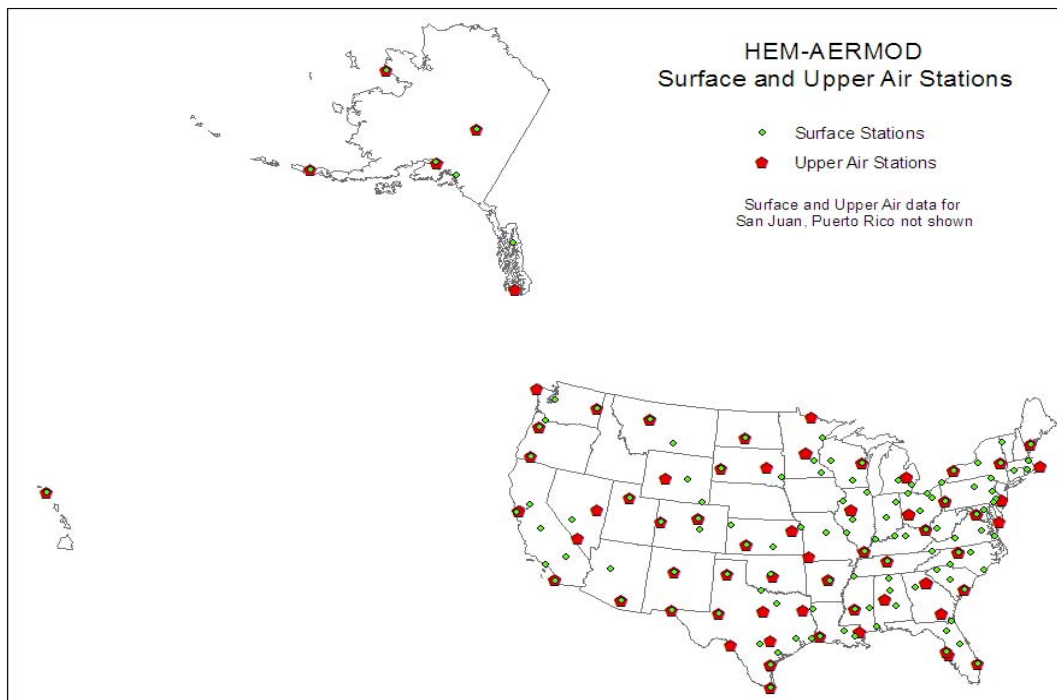 HEM-AERMOD
Surface and Upper Air Stations
Surface Stations
Upper Air Stations
Surface and Upper Air data for
San Juan, Puerto Rico not shown